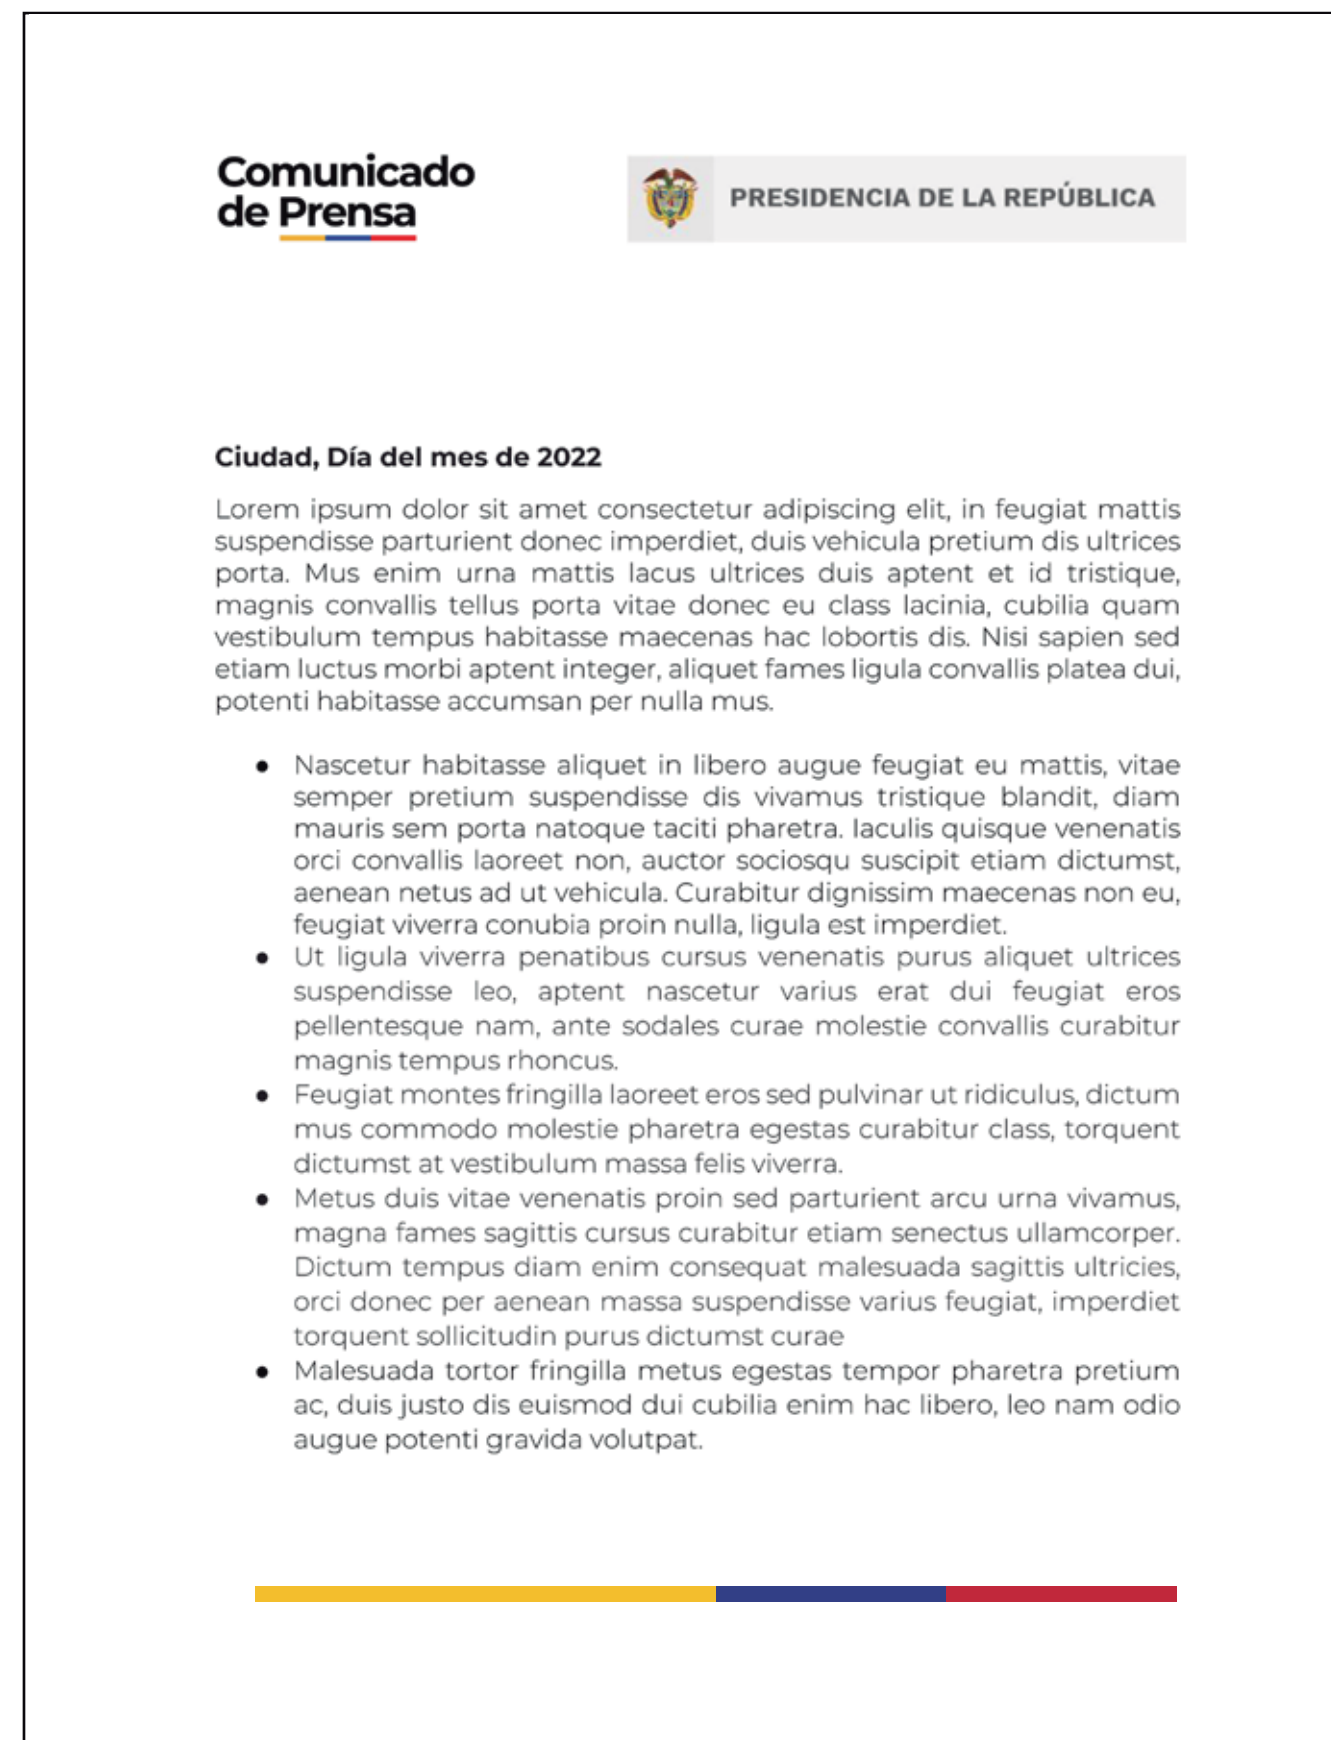 Comunicado
de Prensa
PRESIDENCIA DE LA REPÚBLICA
Ciudad, Día del mes de 2022
Lorem ipsum dolor sit amet consectetur adipiscing elit, in feugiat mattis
suspendisse parturient donec imperdiet, duis vehicula pretium dis ultrices
porta. Mus enim urna mattis lacus ultrices duis aptent et id tristique,
magnis convallis tellus porta vitae donec eu class lacinia, cubilia quam
vestibulum tempus habitasse maecenas hac lobortis dis. Nisi sapien sed
etiam luctus morbi aptent integer, aliquet fames ligula convallis platea dui,
potenti habitasse accumsan per nulla mus.
● Nascetur habitasse aliquet in libero augue feugiat eu mattis, vitae
semper pretium suspendisse dis vivamus tristique blandit, diam
mauris sem porta natoque taciti pharetra. Iaculis quisque venenatis
orci convallis laoreet non, auctor sociosqu suscipit etiam dictumst,
aenean netus ad ut vehicula. Curabitur dignissim maecenas non eu,
feugiat viverra conubia proin nulla, ligula est imperdiet.
● Ut ligula viverra penatibus cursus venenatis purus aliquet ultrices
suspendisse leo, aptent nascetur varius erat dui feugiat eros
pellentesque nam, ante sodales curae molestie convallis curabitur
magnis tempus rhoncus.
● Feugiat montes fringilla laoreet eros sed pulvinar ut ridiculus, dictum
mus commodo molestie pharetra egestas curabitur class, torquent
dictumst at vestibulum massa felis viverra.
● Metus duis vitae venenatis proin sed parturient arcu urna vivamus,
magna fames sagittis cursus curabitur etiam senectus ullamcorper.
Dictum tempus diam enim consequat malesuada sagittis ultricies,
orci donec per aenean massa suspendisse varius feugiat, imperdiet
torquent sollicitudin purus dictumst curae
● Malesuada tortor fringilla metus egestas tempor pharetra pretium
ac, duis justo dis euismod dui cubilia enim hac libero, leo nam odio
augue potenti gravida volutpat.